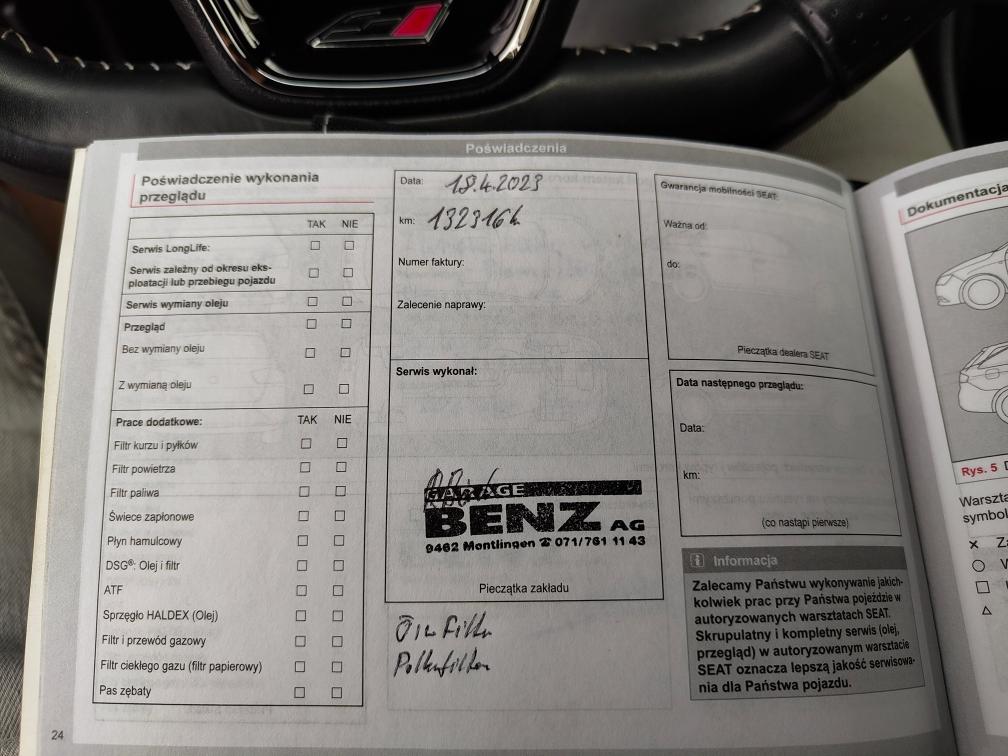 Poświadczenia
Poświadczenie wykonania
przeglądu
TAK NIE
Serwis LongLife:
Serwis zależny od okresu eks-
ploatacji lub przebiegu pojazdu
Serwis wymiany oleju
Przegląd
Bez wymiany oleju
Z wymianą oleju
Prace dodatkowe: TAK NIE
Filtr kurzu i pyłków
Filtr powietrza
Filtr paliwa
Świece zapłonowe
Płyn hamulcowy
DSG®: Olej i filtr
ATF
Sprzęgło HALDEX (Olej)
Filtr i przewód gazowy
Filtr ciekłego gazu (filtr papierowy)
Pas zębaty
24
Data: 18.4.2023
km: 132316k
Numer faktury:
Zalecenie naprawy:
Serwis wykonał:
GARAGE
BENZ AG
9462 Montlingen ☎ 071/761 11 43
Pieczątka zakładu
Pollenfilter
Gwarancja mobilności SEAT:
Ważna od:
do:
Pieczątka dealera SEAT
Data następnego przeglądu:
Data:
km:
(co nastąpi pierwsze)
Informacja
Zalecamy Państwu wykonywanie jakich-
kolwiek prac przy Państwa pojeździe w
autoryzowanych warsztatach SEAT.
Skrupulatny i kompletny serwis (olej,
przegląd) w autoryzowanym warsztacie
SEAT oznacza lepszą jakość serwisowa-
nia dla Państwa pojazdu.
Dokumentacja
Rys. 5